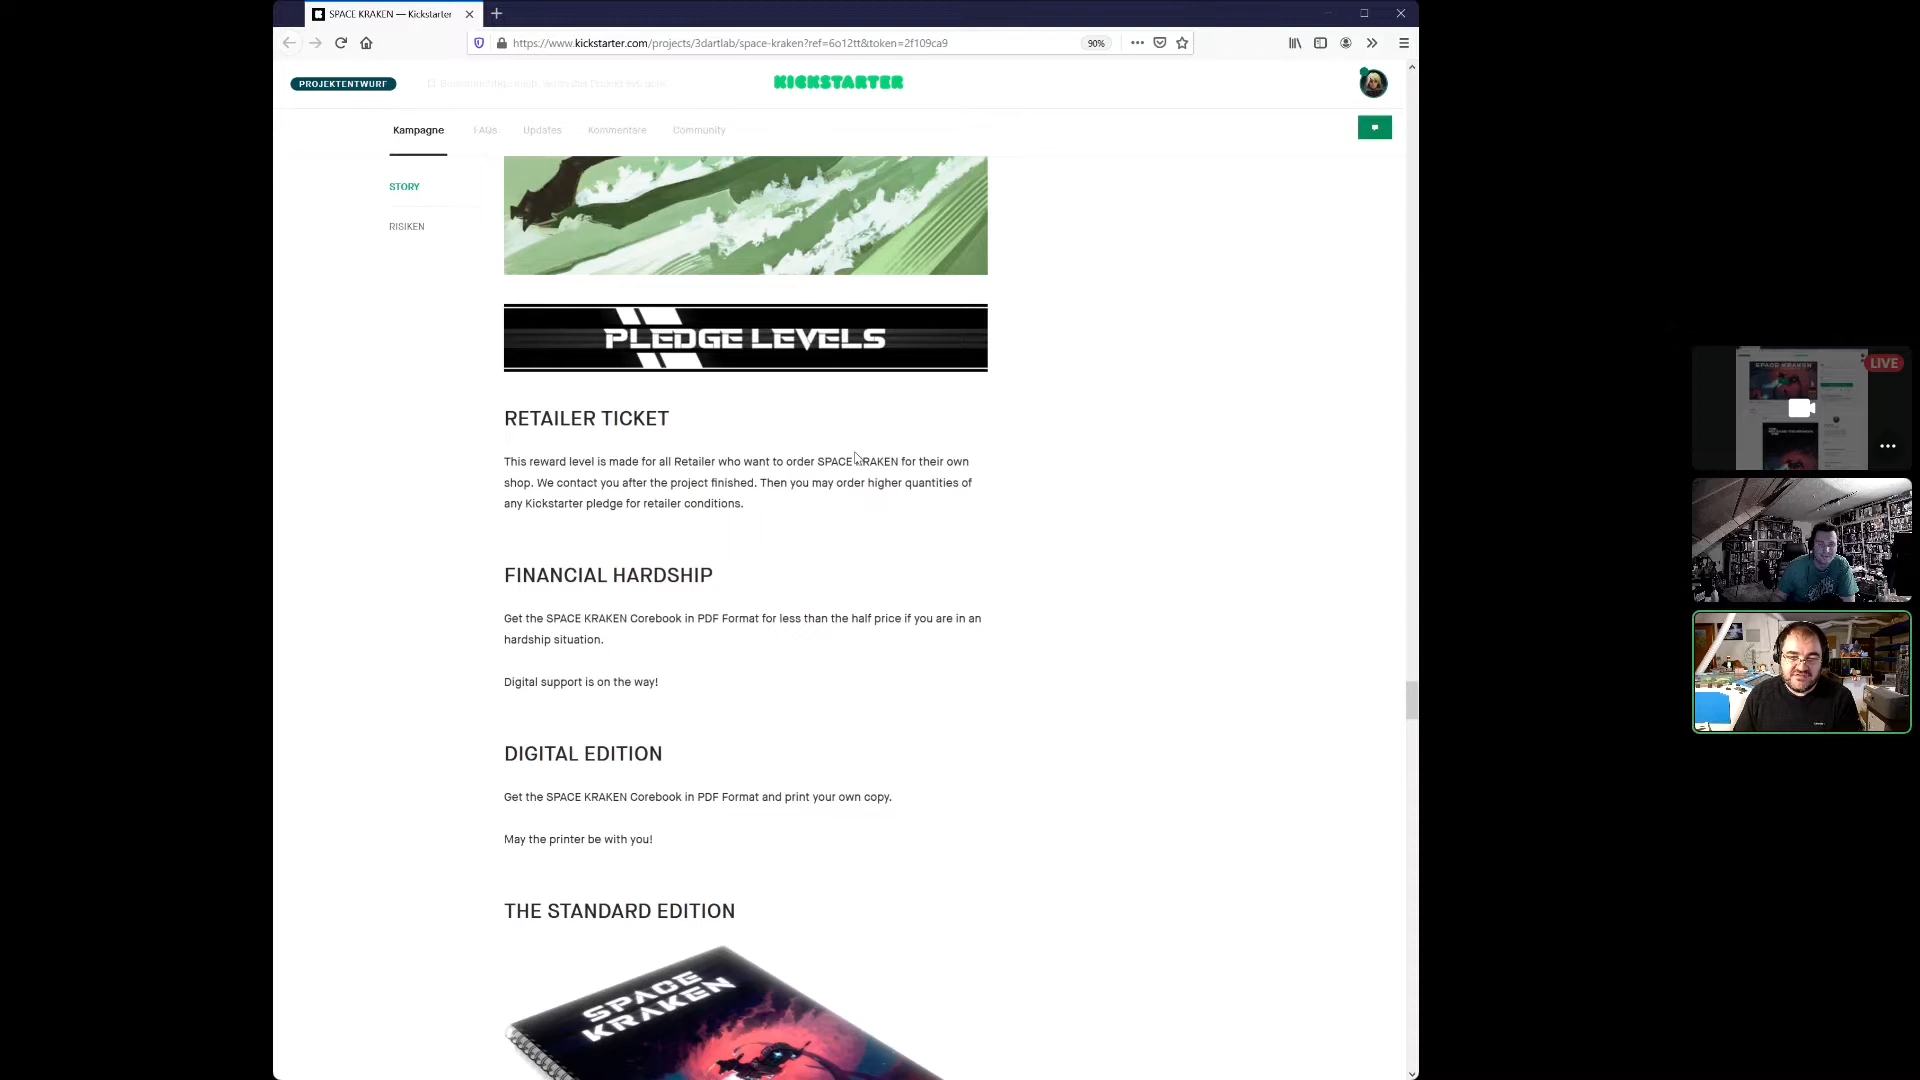 SPACE KRAKEN — Kickstarter
https://www.kickstarter.com/projects/3dartlab/space-kraken?ref=6o12tt&token=2f109ca9
90%
PROJEKTENTWURF
KICKSTARTER
Kampagne FAQs Updates Kommentare Community
STORY
RISIKEN
PLEDGE LEVELS
RETAILER TICKET
This reward level is made for all Retailer who want to order SPACE KRAKEN for their own
shop. We contact you after the project finished. Then you may order higher quantities of
any Kickstarter pledge for retailer conditions.
FINANCIAL HARDSHIP
Get the SPACE KRAKEN Corebook in PDF Format for less than the half price if you are in an
hardship situation.
Digital support is on the way!
DIGITAL EDITION
Get the SPACE KRAKEN Corebook in PDF Format and print your own copy.
May the printer be with you!
THE STANDARD EDITION
SPACE
KRAKEN
LIVE
SPACE KRAKEN